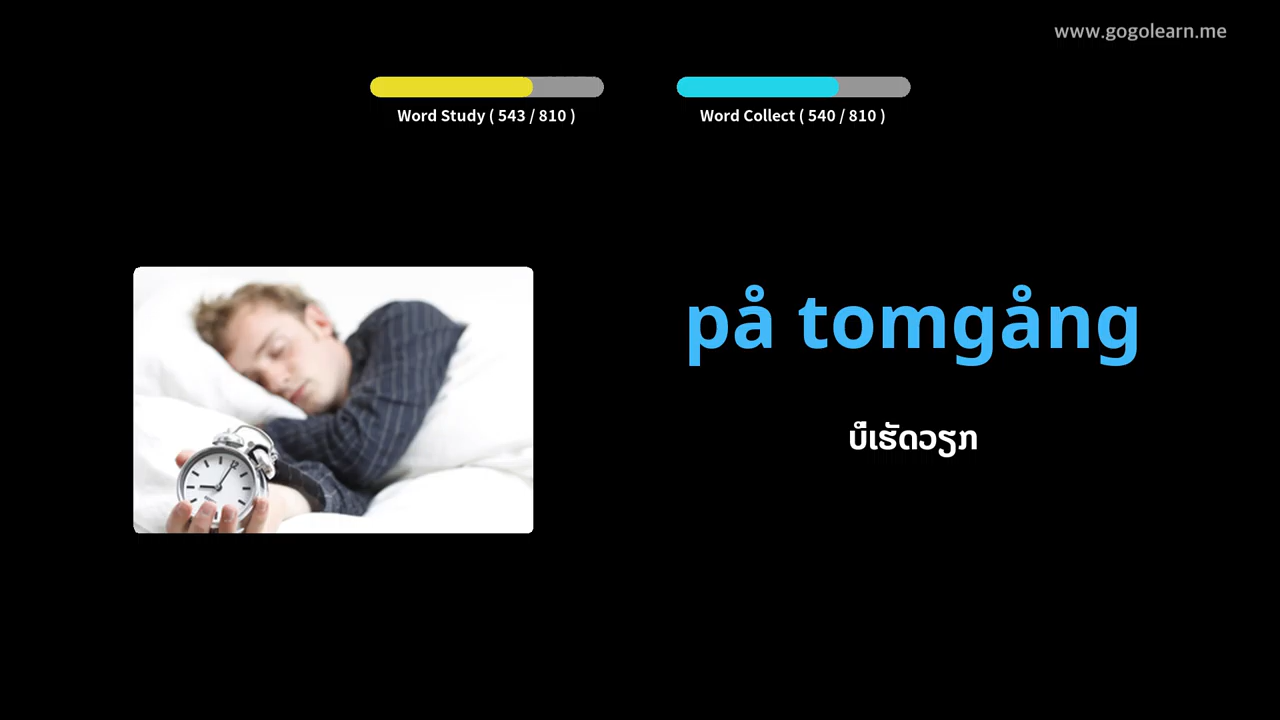 www.gogolearn.me
Word Study ( 543 / 810 )
Word Collect ( 540 / 810 )
på tomgång
ບໍ່ເຮັດວຽກ